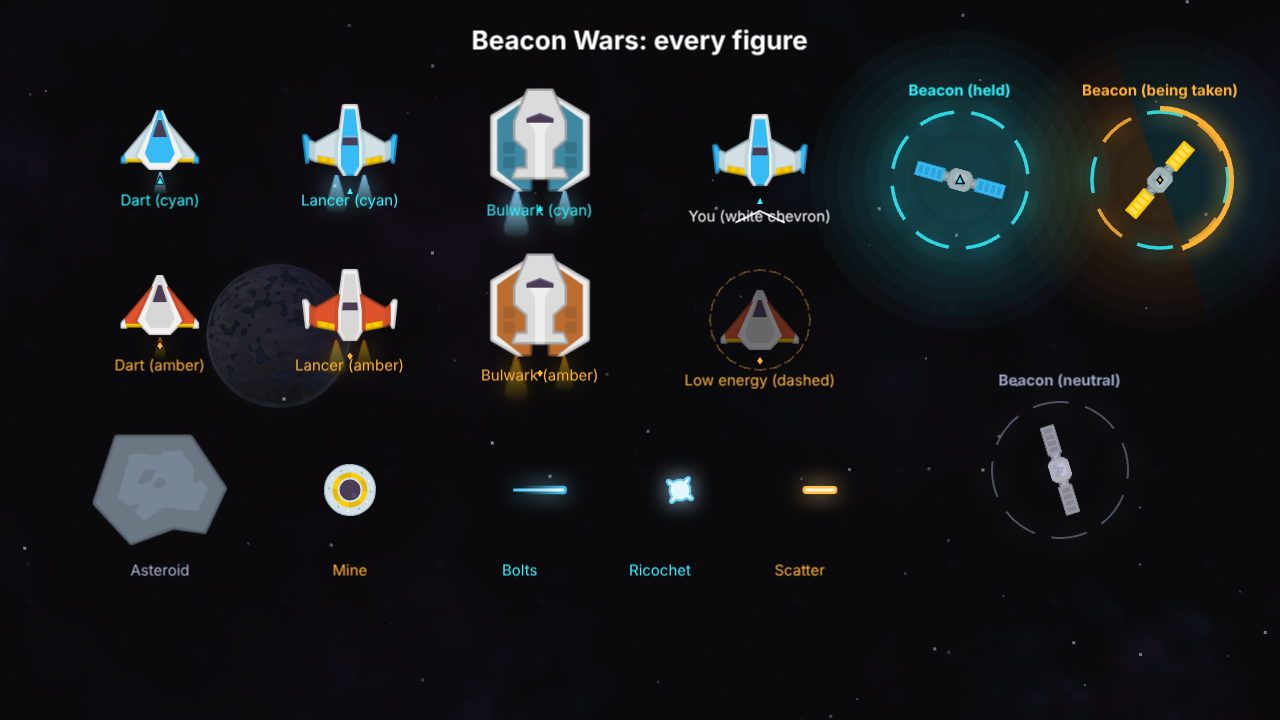 Beacon Wars: every figure
Beacon (held)
Beacon (being taken)
Dart (cyan)
Lancer (cyan)
Bulwark (cyan)
You (white chevron)
Dart (amber)
Lancer (amber)
Bulwark (amber)
Low energy (dashed)
Beacon (neutral)
Asteroid
Mine
Bolts
Ricochet
Scatter